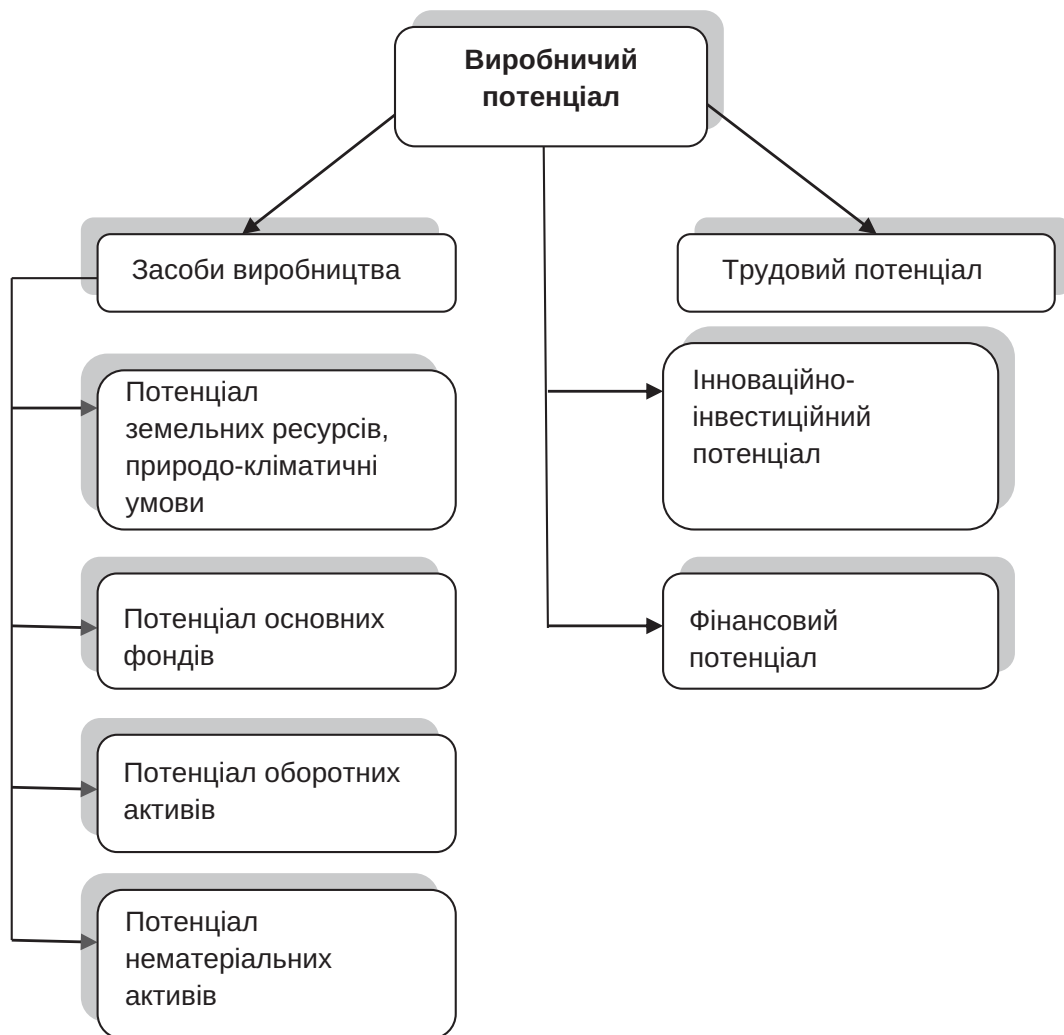 Виробничий
потенціал
Засоби виробництва
Трудовий потенціал
Потенціал
земельних ресурсів,
природо-кліматичні
умови
Інноваційно-
інвестиційний
потенціал
Потенціал основних
фондів
Фінансовий
потенціал
Потенціал оборотних
активів
Потенціал
нематеріальних
активів